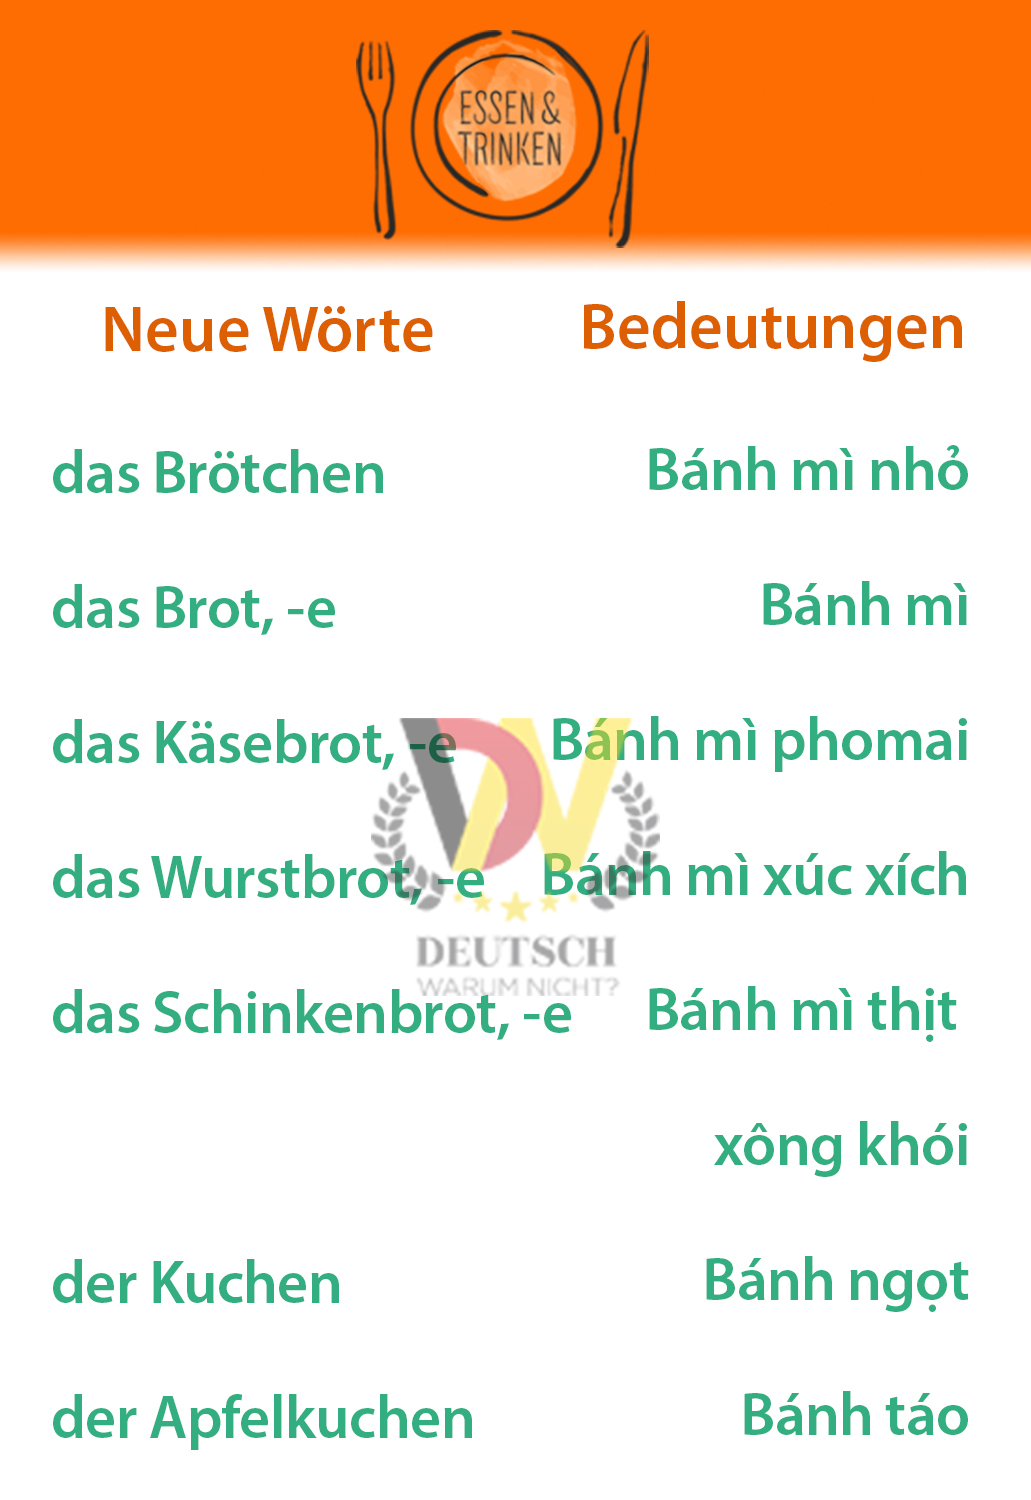 ESSEN &
TRINKEN
Neue Wörte Bedeutungen
das Brötchen Bánh mì nhỏ
das Brot, -e Bánh mì
das Käsebrot, -e Bánh mì phomai
das Wurstbrot, -e Bánh mì xúc xích
DEUTSCH
WARUM NICHT?
das Schinkenbrot, -e Bánh mì thịt
xông khói
der Kuchen Bánh ngọt
der Apfelkuchen Bánh táo